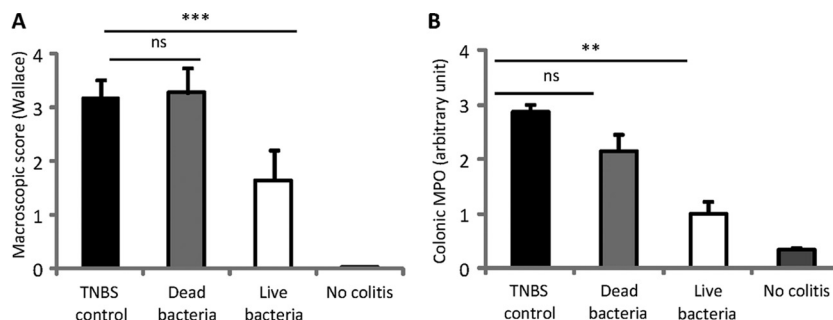 A
***
ns
Macroscopic score (Wallace)
4
3
2
1
0
TNBS
control
Dead
bacteria
Live
bacteria
No colitis
B
**
ns
Colonic MPO (arbitrary unit)
4
3
2
1
0
TNBS
control
Dead
bacteria
Live
bacteria
No colitis